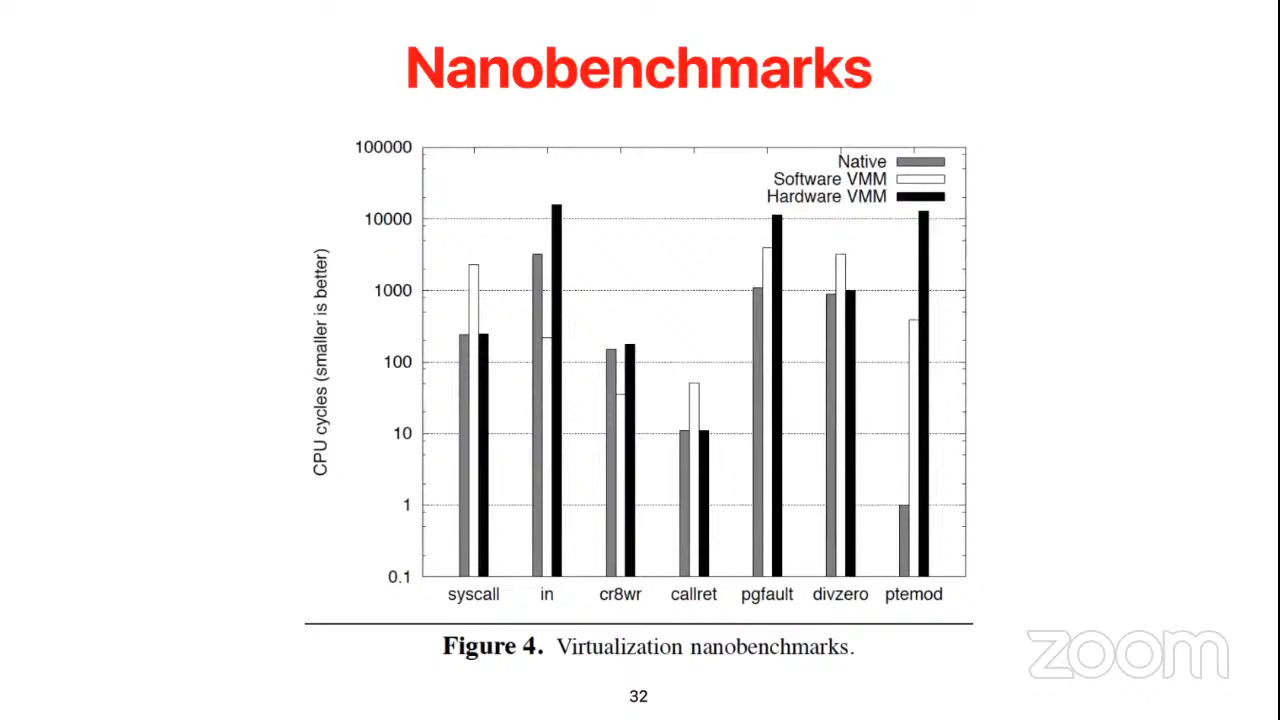 Nanobenchmarks
100000
10000
1000
100
10
1
0.1
CPU cycles (smaller is better)
Native
Software VMM
Hardware VMM
syscall in cr8wr callret pgfault divzero ptemod
Figure 4. Virtualization nanobenchmarks.
32
zoom